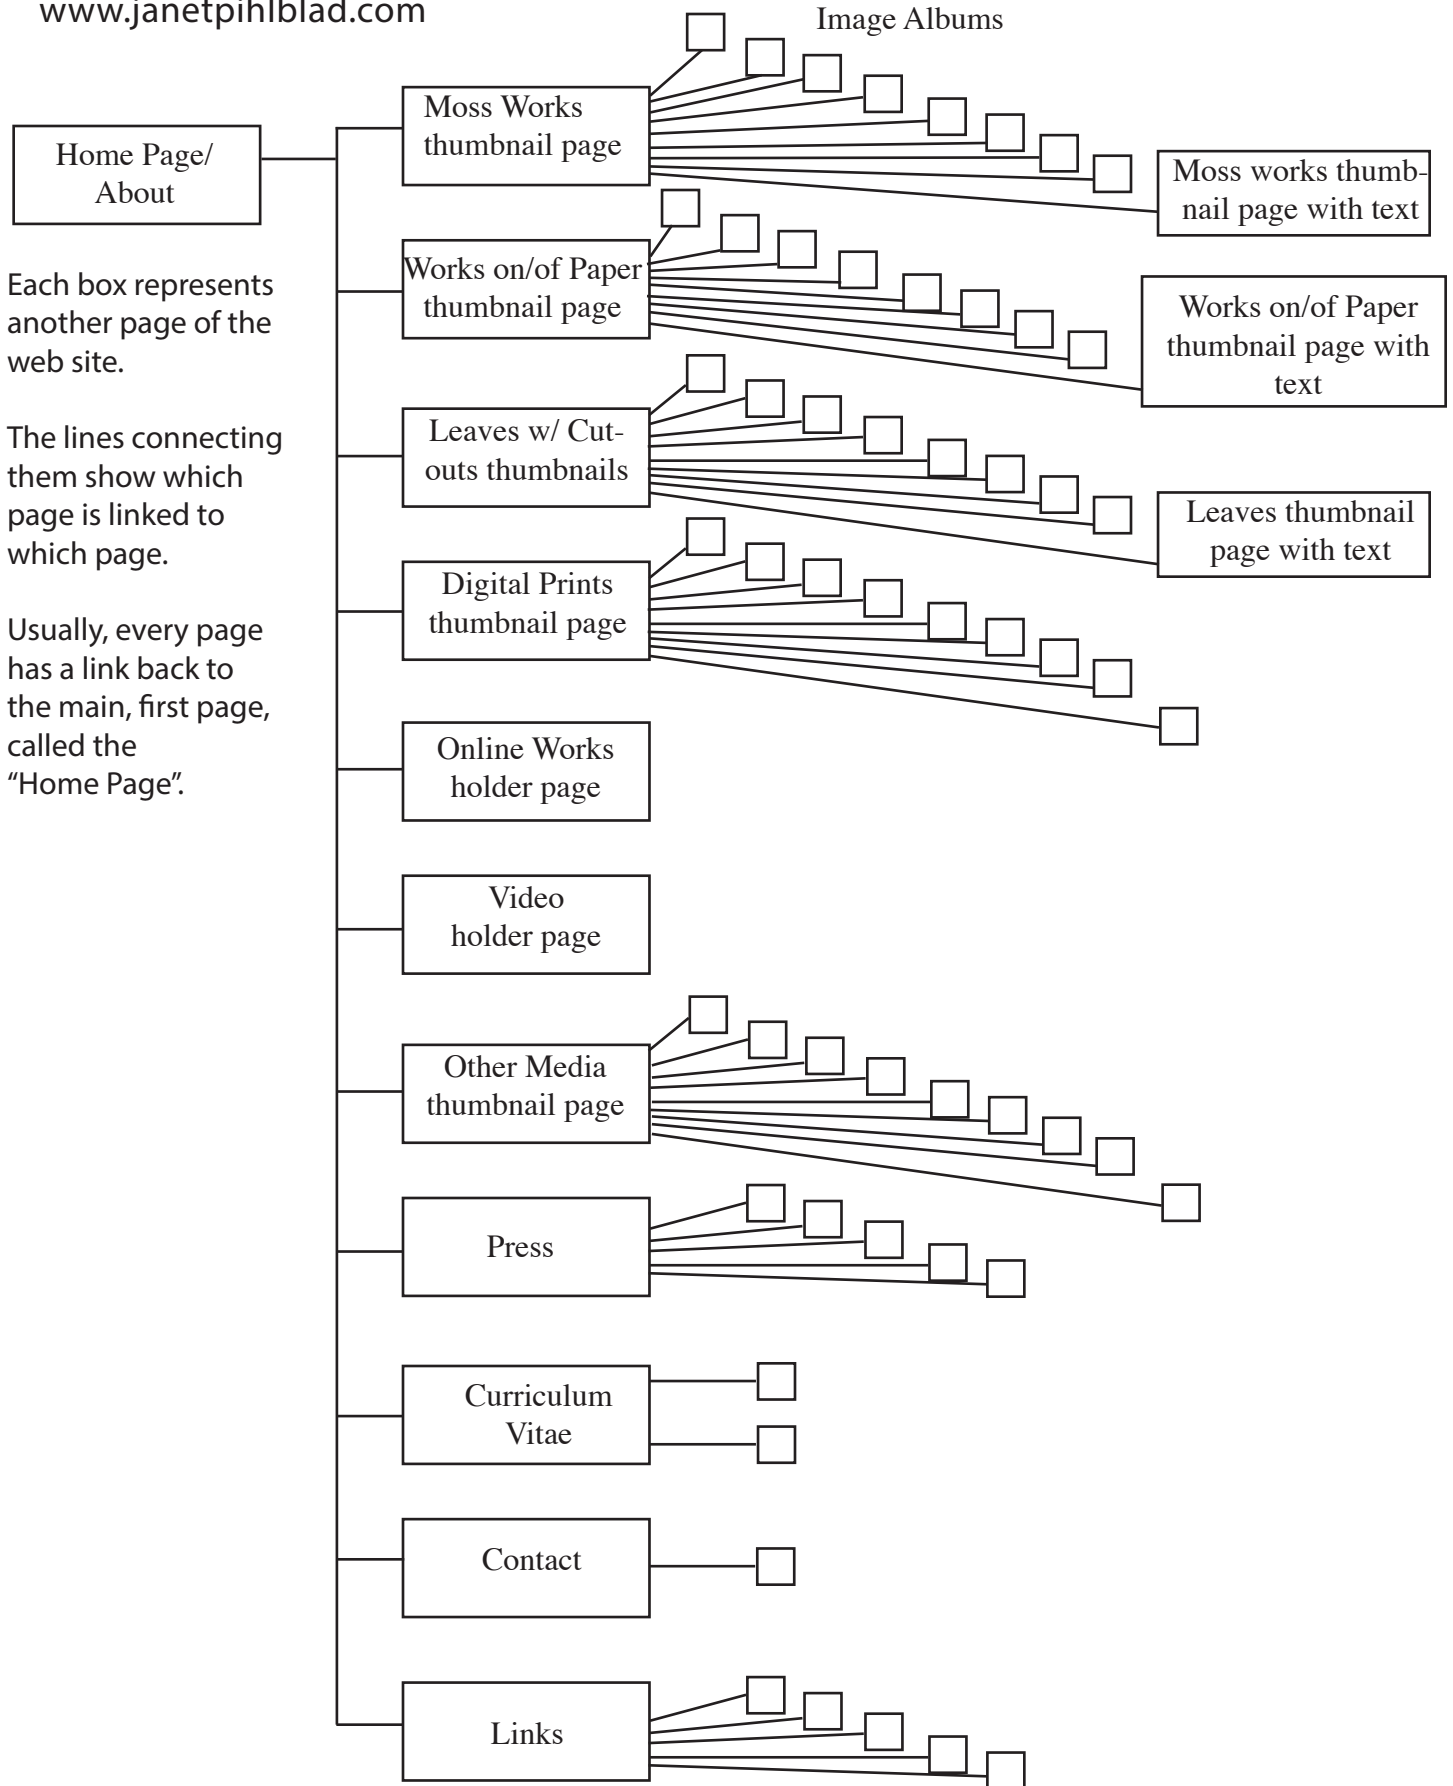 www.janetpihlblad.com
Image Albums
Home Page/
About
Each box represents
another page of the
web site.
The lines connecting
them show which
page is linked to
which page.
Usually, every page
has a link back to
the main, first page,
called the
“Home Page”.
Moss Works
thumbnail page
Moss works thumb-
nail page with text
Works on/of Paper
thumbnail page
Works on/of Paper
thumbnail page with
text
Leaves w/ Cut-
outs thumbnails
Leaves thumbnail
page with text
Digital Prints
thumbnail page
Online Works
holder page
Video
holder page
Other Media
thumbnail page
Press
Curriculum
Vitae
Contact
Links